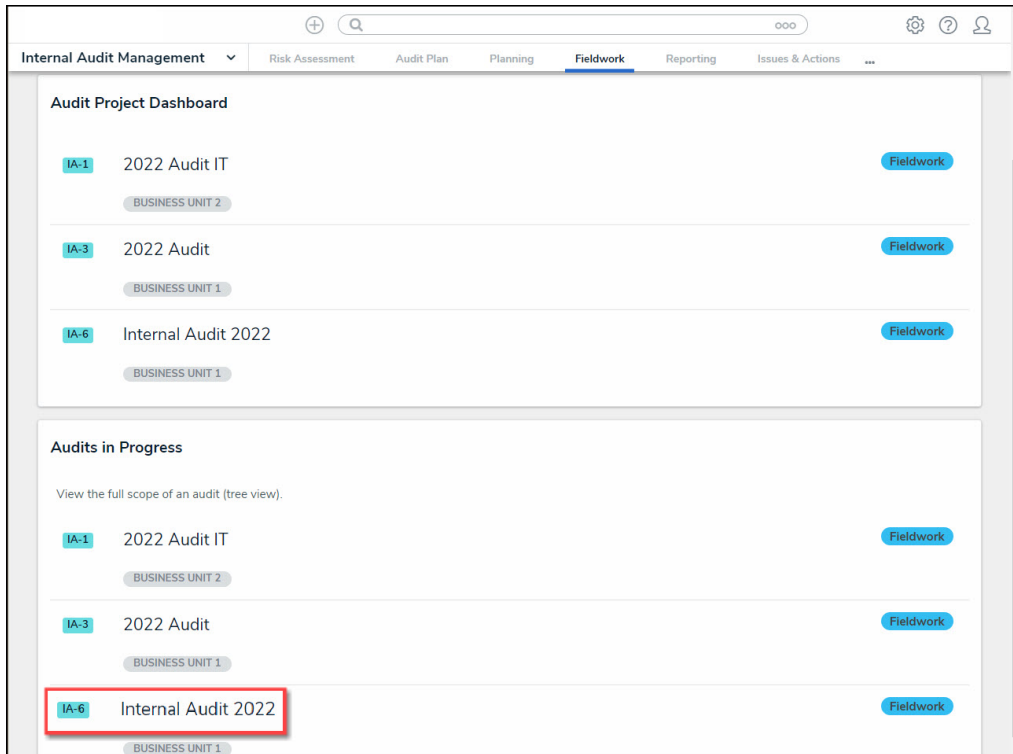 Internal Audit Management Risk Assessment Audit Plan Planning Fieldwork Reporting Issues & Actions ...
Audit Project Dashboard
IA-1 2022 Audit IT Fieldwork
BUSINESS UNIT 2
IA-3 2022 Audit Fieldwork
BUSINESS UNIT 1
IA-6 Internal Audit 2022 Fieldwork
BUSINESS UNIT 1
Audits in Progress
View the full scope of an audit (tree view).
IA-1 2022 Audit IT Fieldwork
BUSINESS UNIT 2
IA-3 2022 Audit Fieldwork
BUSINESS UNIT 1
IA-6 Internal Audit 2022 Fieldwork
BUSINESS UNIT 1